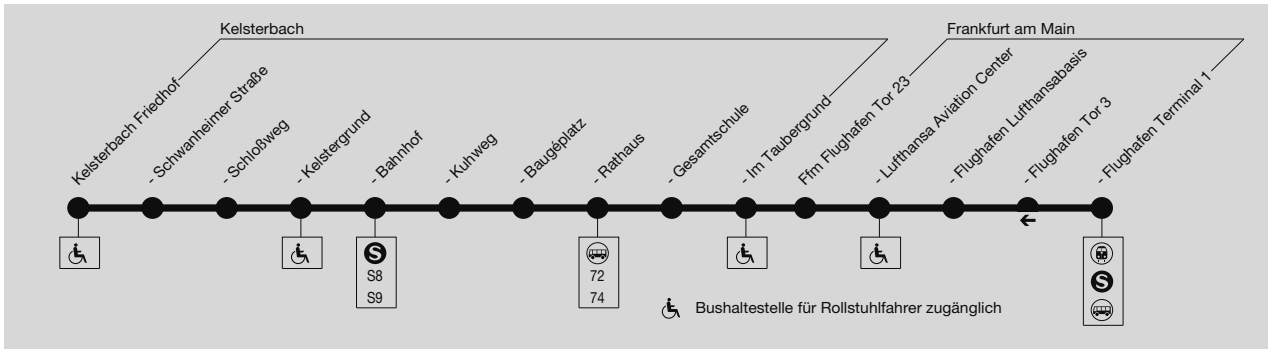 Kelsterbach
Frankfurt am Main
Kelsterbach Friedhof
- Schwanheimer Straße
- Schloßweg
- Kelstergrund
- Bahnhof
- Kuhweg
- Baugéplatz
- Rathaus
- Gesamtschule
- Im Taubergrund
Ffm Flughafen Tor 23
- Lufthansa Aviation Center
- Flughafen Lufthansabasis
- Flughafen Tor 3
- Flughafen Terminal 1
S
S8
S9
72
74
S
Bushaltestelle für Rollstuhlfahrer zugänglich